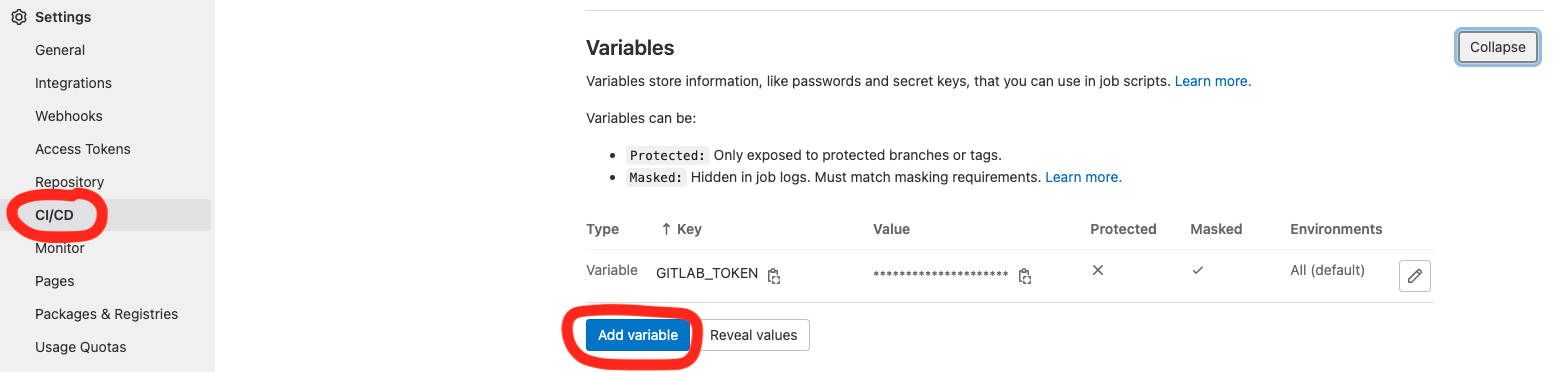 Settings
General
Integrations
Webhooks
Access Tokens
Repository
CI/CD
Monitor
Pages
Packages & Registries
Usage Quotas
Variables
Collapse
Variables store information, like passwords and secret keys, that you can use in job scripts. Learn more.
Variables can be:
• Protected: Only exposed to protected branches or tags.
• Masked: Hidden in job logs. Must match masking requirements. Learn more.
Type ↑ Key Value Protected Masked Environments
Variable GITLAB_TOKEN ********************* All (default)
Add variable Reveal values